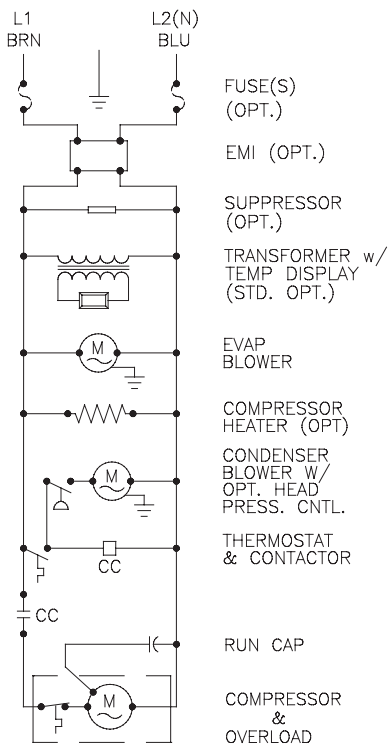 L1
BRN
L2(N)
BLU
FUSE(S)
(OPT.)
EMI (OPT.)
SUPPRESSOR
(OPT.)
TRANSFORMER w/
TEMP DISPLAY
(STD. OPT.)
M
EVAP
BLOWER
COMPRESSOR
HEATER (OPT)
M
CONDENSER
BLOWER W/
OPT. HEAD
PRESS. CNTL.
CC
THERMOSTAT
& CONTACTOR
CC
RUN CAP
M
COMPRESSOR
&
OVERLOAD